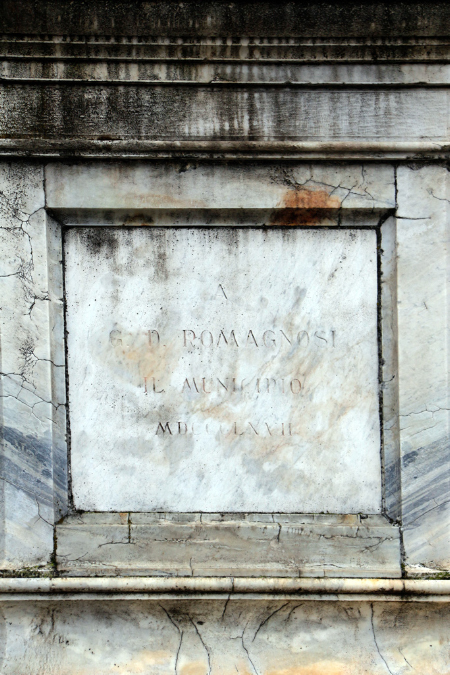 A
G. D. ROMAGNOSI
IL MUNICIPIO
MDCCCLXVII